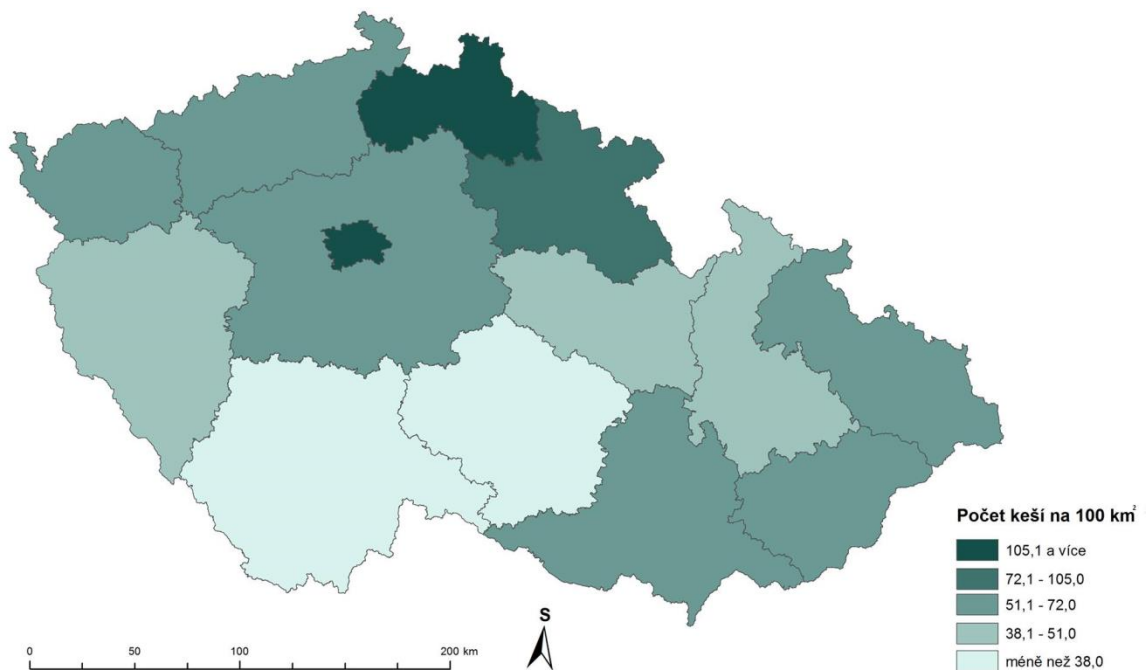 Počet keší na 100 km²
105,1 a více
72,1 - 105,0
51,1 - 72,0
38,1 - 51,0
méně než 38,0
S
0 50 100 200 km